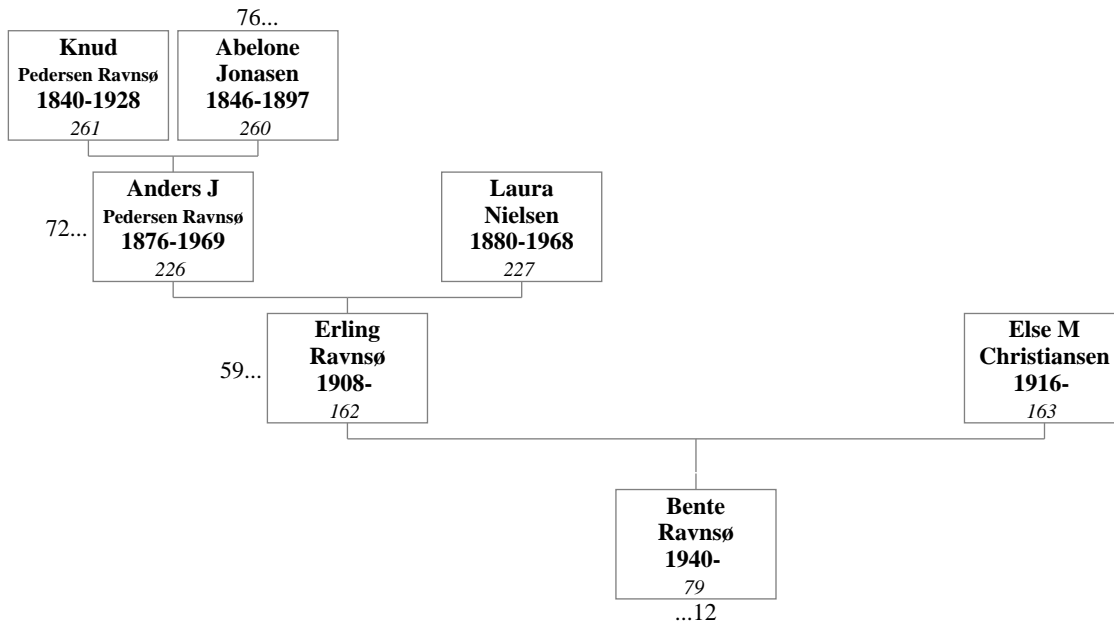 76...
Knud
Pedersen Ravnsø
1840-1928
261
Abelone
Jonasen
1846-1897
260
72...
Anders J
Pedersen Ravnsø
1876-1969
226
Laura
Nielsen
1880-1968
227
59...
Erling
Ravnsø
1908-
162
Else M
Christiansen
1916-
163
Bente
Ravnsø
1940-
79
...12